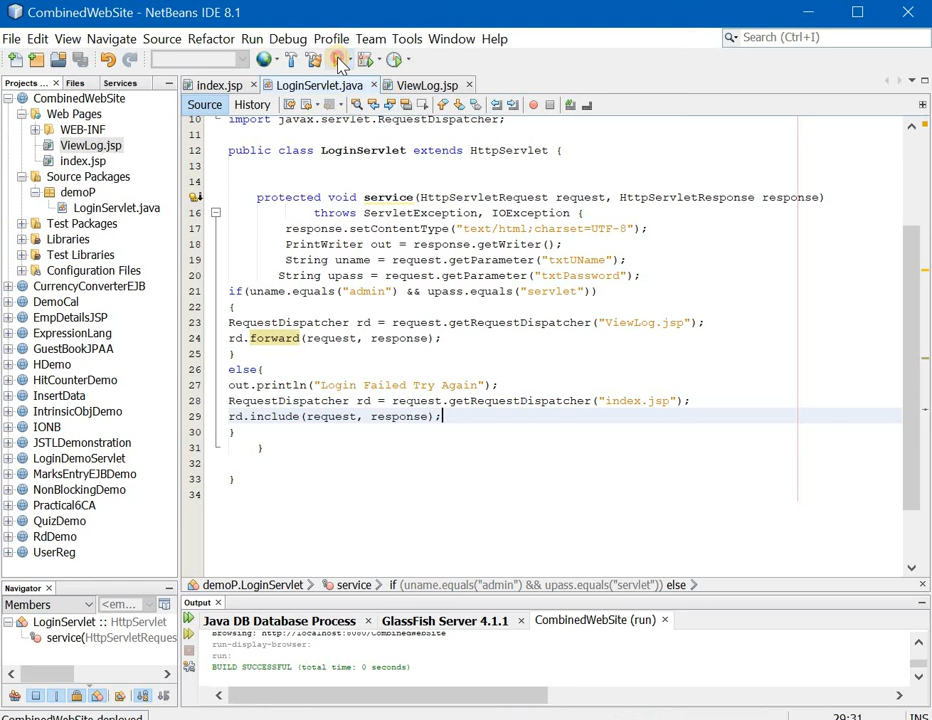 CombinedWebSite - NetBeans IDE 8.1
File Edit View Navigate Source Refactor Run Debug Profile Team Tools Window Help
Search (Ctrl+I)
Projects... Files Services
index.jsp LoginServlet.java ViewLog.jsp
Source History
CombinedWebSite
Web Pages
WEB-INF
ViewLog.jsp
index.jsp
Source Packages
demoP
LoginServlet.java
Test Packages
Libraries
Test Libraries
Configuration Files
CurrencyConverterEJB
DemoCal
EmpDetailsJSP
ExpressionLang
GuestBookJPAA
HDemo
HitCounterDemo
InsertData
IntrinsicObjDemo
IONB
JSTLDemonstration
LoginDemoServlet
MarksEntryEJBDemo
NonBlockingDemo
Practical6CA
QuizDemo
RdDemo
UserReg
10 import javax.servlet.RequestDispatcher;
11
12 public class LoginServlet extends HttpServlet {
13
14
protected void service(HttpServletRequest request, HttpServletResponse response)
16 throws ServletException, IOException {
17 response.setContentType("text/html;charset=UTF-8");
18 PrintWriter out = response.getWriter();
19 String uname = request.getParameter("txtUName");
20 String upass = request.getParameter("txtPassword");
21 if(uname.equals("admin") && upass.equals("servlet"))
22 {
23 RequestDispatcher rd = request.getRequestDispatcher("ViewLog.jsp");
24 rd.forward(request, response);
25 }
26 else{
27 out.println("Login Failed Try Again");
28 RequestDispatcher rd = request.getRequestDispatcher("index.jsp");
29 rd.include(request, response);
30 }
31 }
32
33 }
34
demoP.LoginServlet service if (uname.equals("admin") && upass.equals("servlet")) else
Navigator
Members <em...
LoginServlet :: HttpServlet
service(HttpServletReques
Output
Java DB Database Process GlassFish Server 4.1.1 CombinedWebSite (run)
Browsing: http://localhost:8080/CombinedWebSite
run-display-browser:
run:
BUILD SUCCESSFUL (total time: 0 seconds)
CombinedWebSite deployed
29:31 INS